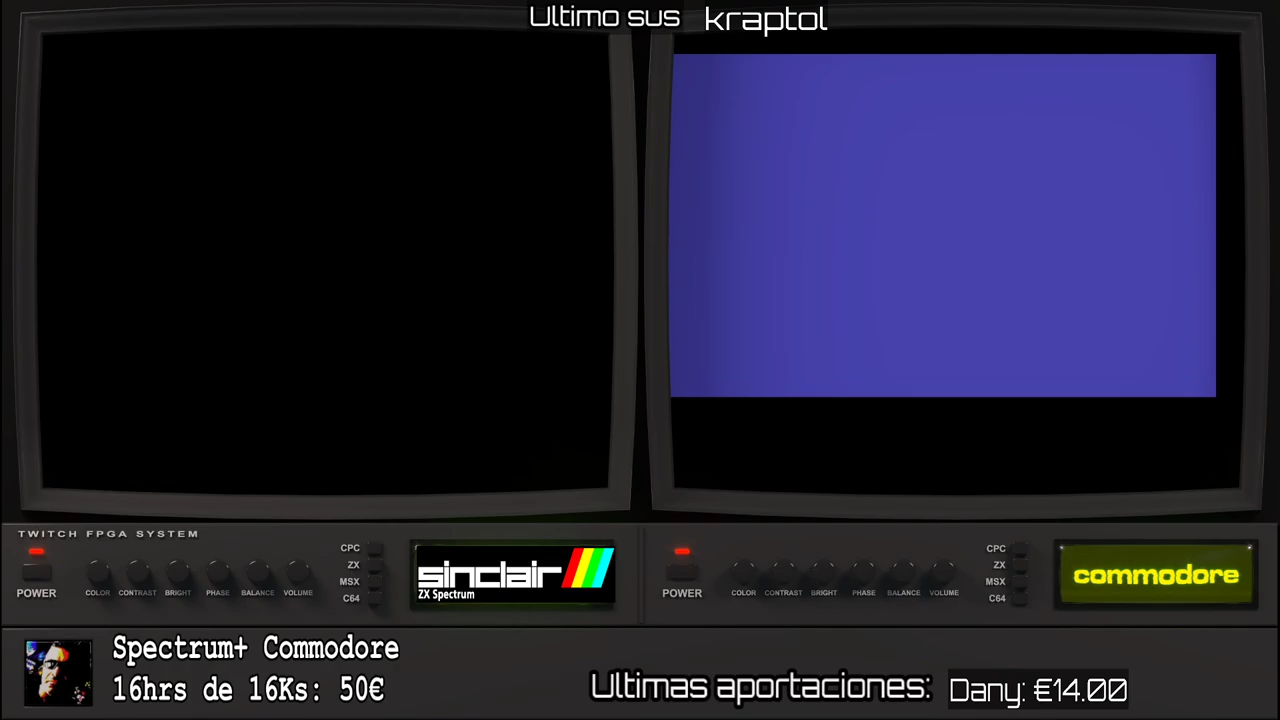 Ultimo sus kraptol
TWITCH FPGA SYSTEM
POWER
COLOR CONTRAST BRIGHT PHASE BALANCE VOLUME
CPC
ZX
MSX
C64
sinclair
ZX Spectrum
POWER
COLOR CONTRAST BRIGHT PHASE BALANCE VOLUME
CPC
ZX
MSX
C64
commodore
Spectrum+ Commodore
16hrs de 16Ks: 50€
Ultimas aportaciones: Dany: €14.00